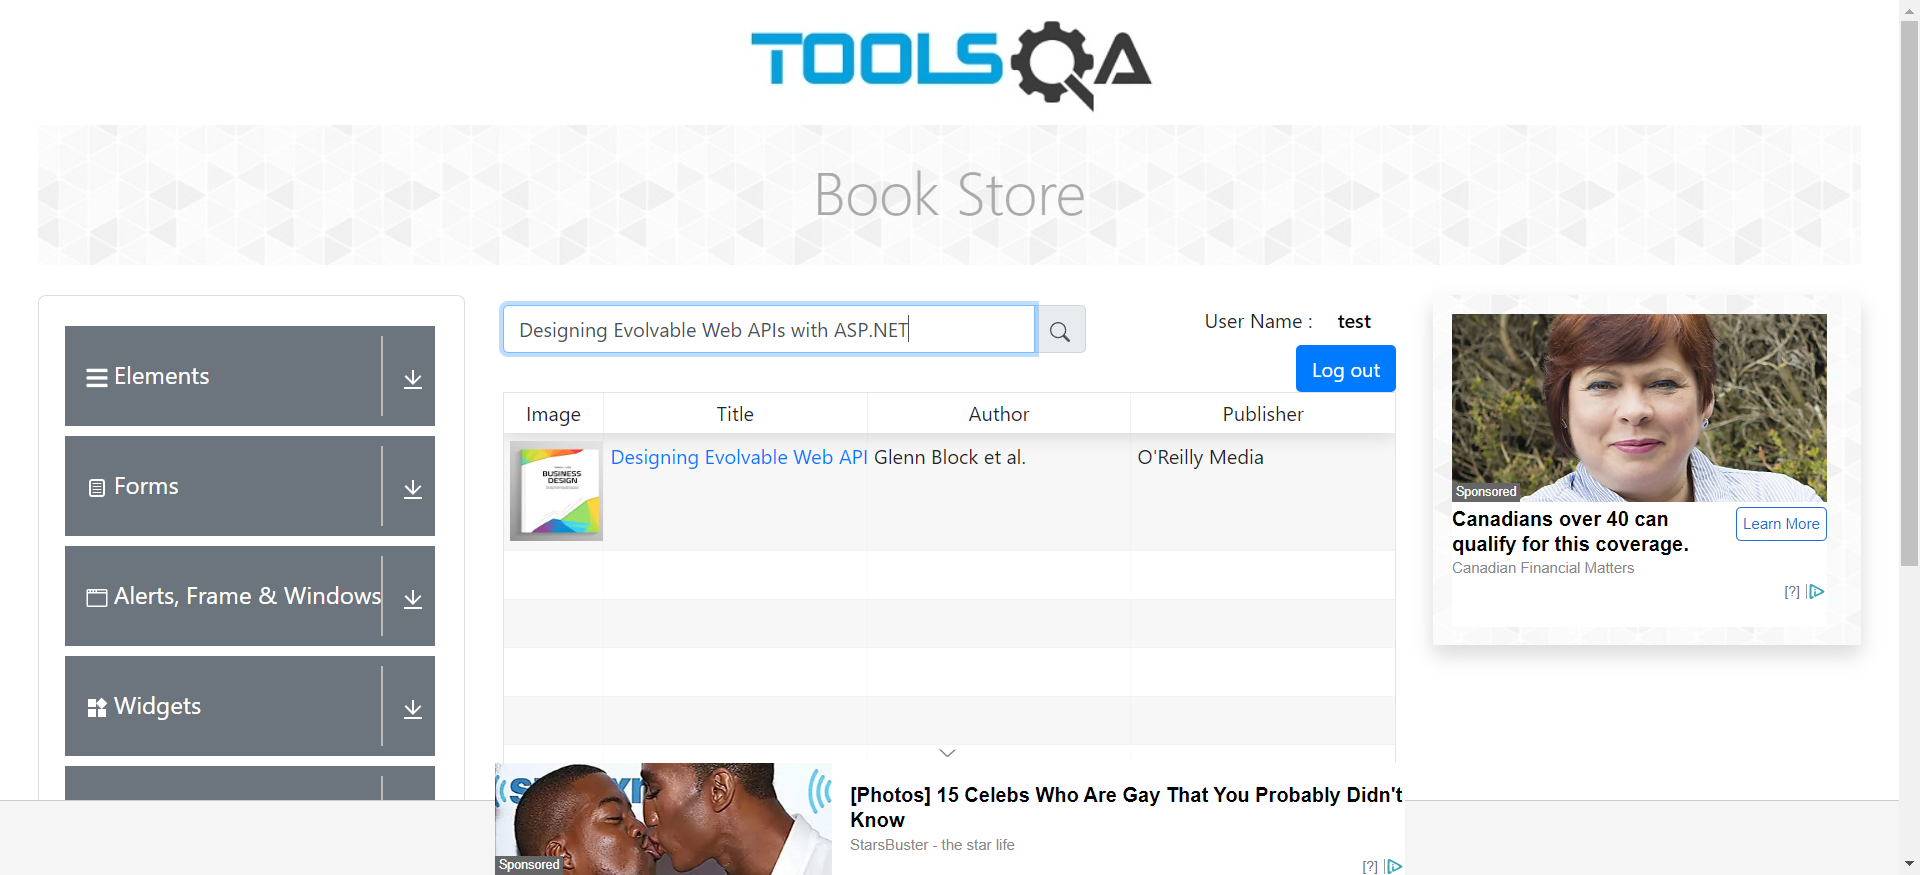 TOOLSQA
Book Store
Elements
Forms
Alerts, Frame & Windows
Widgets
Designing Evolvable Web APIs with ASP.NET
User Name : test
Log out
Image Title Author Publisher
BUSINESS
DESIGN
Designing Evolvable Web API Glenn Block et al. O'Reilly Media
Sponsored
Canadians over 40 can
qualify for this coverage.
Learn More
Canadian Financial Matters
[?]
Sponsored
[Photos] 15 Celebs Who Are Gay That You Probably Didn't
Know
StarsBuster - the star life
[?]